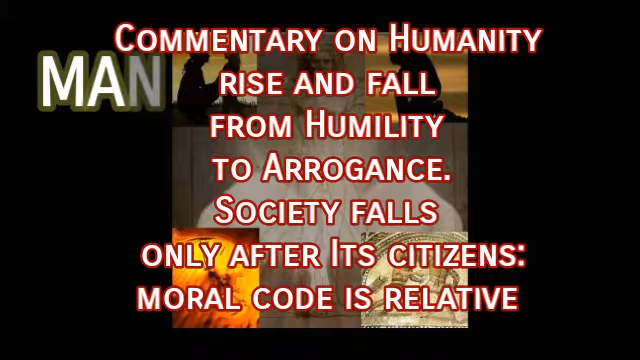 Commentary on Humanity
MAN
rise and fall
from Humility
to Arrogance.
Society falls
only after Its citizens:
moral code is relative